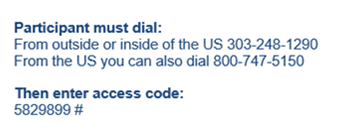 Participant must dial:
From outside or inside of the US 303-248-1290
From the US you can also dial 800-747-5150
Then enter access code:
5829899 #